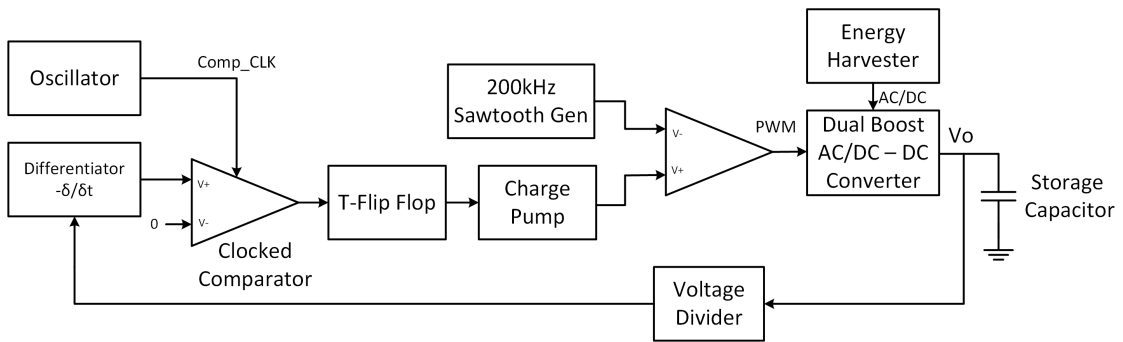 Energy
Harvester
Oscillator
Comp_CLK
200kHz
Sawtooth Gen
AC/DC
V-
V+
PWM
Dual Boost
AC/DC – DC
Converter
Vo
Storage
Capacitor
Differentiator
-δ/δt
V+
0
V-
Clocked
Comparator
T-Flip Flop
Charge
Pump
Voltage
Divider